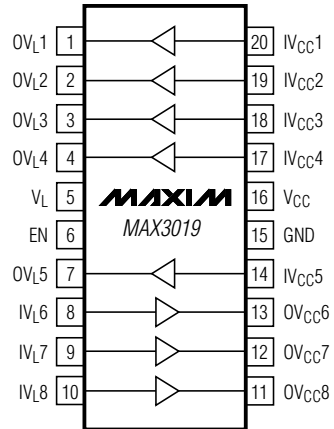 OVL1 1 20 IVCC1
OVL2 2 19 IVCC2
OVL3 3 18 IVCC3
OVL4 4 17 IVCC4
VL 5 MAXIM 16 VCC
EN 6 MAX3019 15 GND
OVL5 7 14 IVCC5
IVL6 8 13 OVCC6
IVL7 9 12 OVCC7
IVL8 10 11 OVCC8